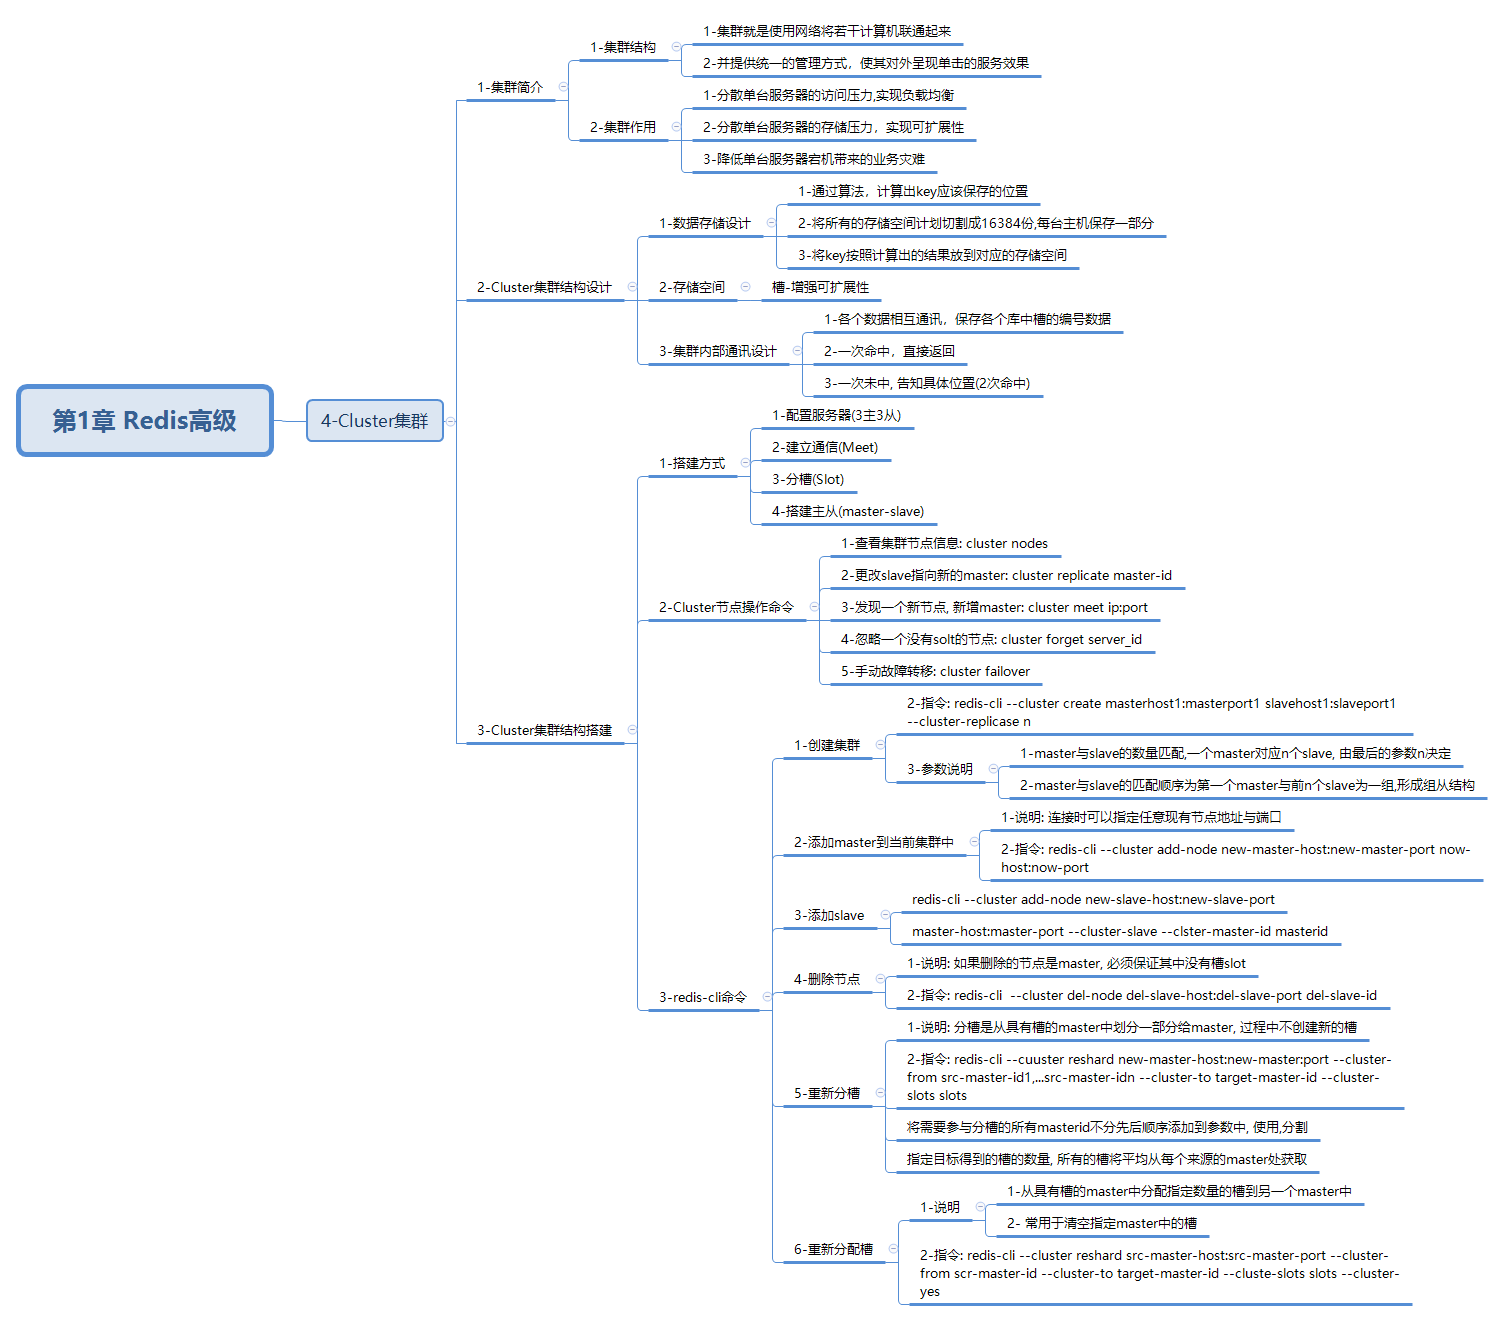 第1章 Redis高级
4-Cluster集群
1-集群简介
1-集群结构
1-集群就是使用网络将若干计算机联通起来
2-并提供统一的管理方式，使其对外呈现单击的服务效果
2-集群作用
1-分散单台服务器的访问压力,实现负载均衡
2-分散单台服务器的存储压力，实现可扩展性
3-降低单台服务器宕机带来的业务灾难
2-Cluster集群结构设计
1-数据存储设计
1-通过算法，计算出key应该保存的位置
2-将所有的存储空间计划切割成16384份,每台主机保存一部分
3-将key按照计算出的结果放到对应的存储空间
2-存储空间
槽-增强可扩展性
3-集群内部通讯设计
1-各个数据相互通讯，保存各个库中槽的编号数据
2-一次命中，直接返回
3-一次未中, 告知具体位置(2次命中)
3-Cluster集群结构搭建
1-搭建方式
1-配置服务器(3主3从)
2-建立通信(Meet)
3-分槽(Slot)
4-搭建主从(master-slave)
2-Cluster节点操作命令
1-查看集群节点信息: cluster nodes
2-更改slave指向新的master: cluster replicate master-id
3-发现一个新节点, 新增master: cluster meet ip:port
4-忽略一个没有solt的节点: cluster forget server_id
5-手动故障转移: cluster failover
3-redis-cli命令
1-创建集群
2-指令: redis-cli --cluster create masterhost1:masterport1 slavehost1:slaveport1
--cluster-replicase n
3-参数说明
1-master与slave的数量匹配,一个master对应n个slave, 由最后的参数n决定
2-master与slave的匹配顺序为第一个master与前n个slave为一组,形成组从结构
2-添加master到当前集群中
1-说明: 连接时可以指定任意现有节点地址与端口
2-指令: redis-cli --cluster add-node new-master-host:new-master-port now-
host:now-port
3-添加slave
redis-cli --cluster add-node new-slave-host:new-slave-port
master-host:master-port --cluster-slave --clster-master-id masterid
4-删除节点
1-说明: 如果删除的节点是master, 必须保证其中没有槽slot
2-指令: redis-cli  --cluster del-node del-slave-host:del-slave-port del-slave-id
5-重新分槽
1-说明: 分槽是从具有槽的master中划分一部分给master, 过程中不创建新的槽
2-指令: redis-cli --cuuster reshard new-master-host:new-master:port --cluster-
from src-master-id1,...src-master-idn --cluster-to target-master-id --cluster-
slots slots
将需要参与分槽的所有masterid不分先后顺序添加到参数中, 使用,分割
指定目标得到的槽的数量, 所有的槽将平均从每个来源的master处获取
6-重新分配槽
1-说明
1-从具有槽的master中分配指定数量的槽到另一个master中
2- 常用于清空指定master中的槽
2-指令: redis-cli --cluster reshard src-master-host:src-master-port --cluster-
from scr-master-id --cluster-to target-master-id --cluste-slots slots --cluster-
yes